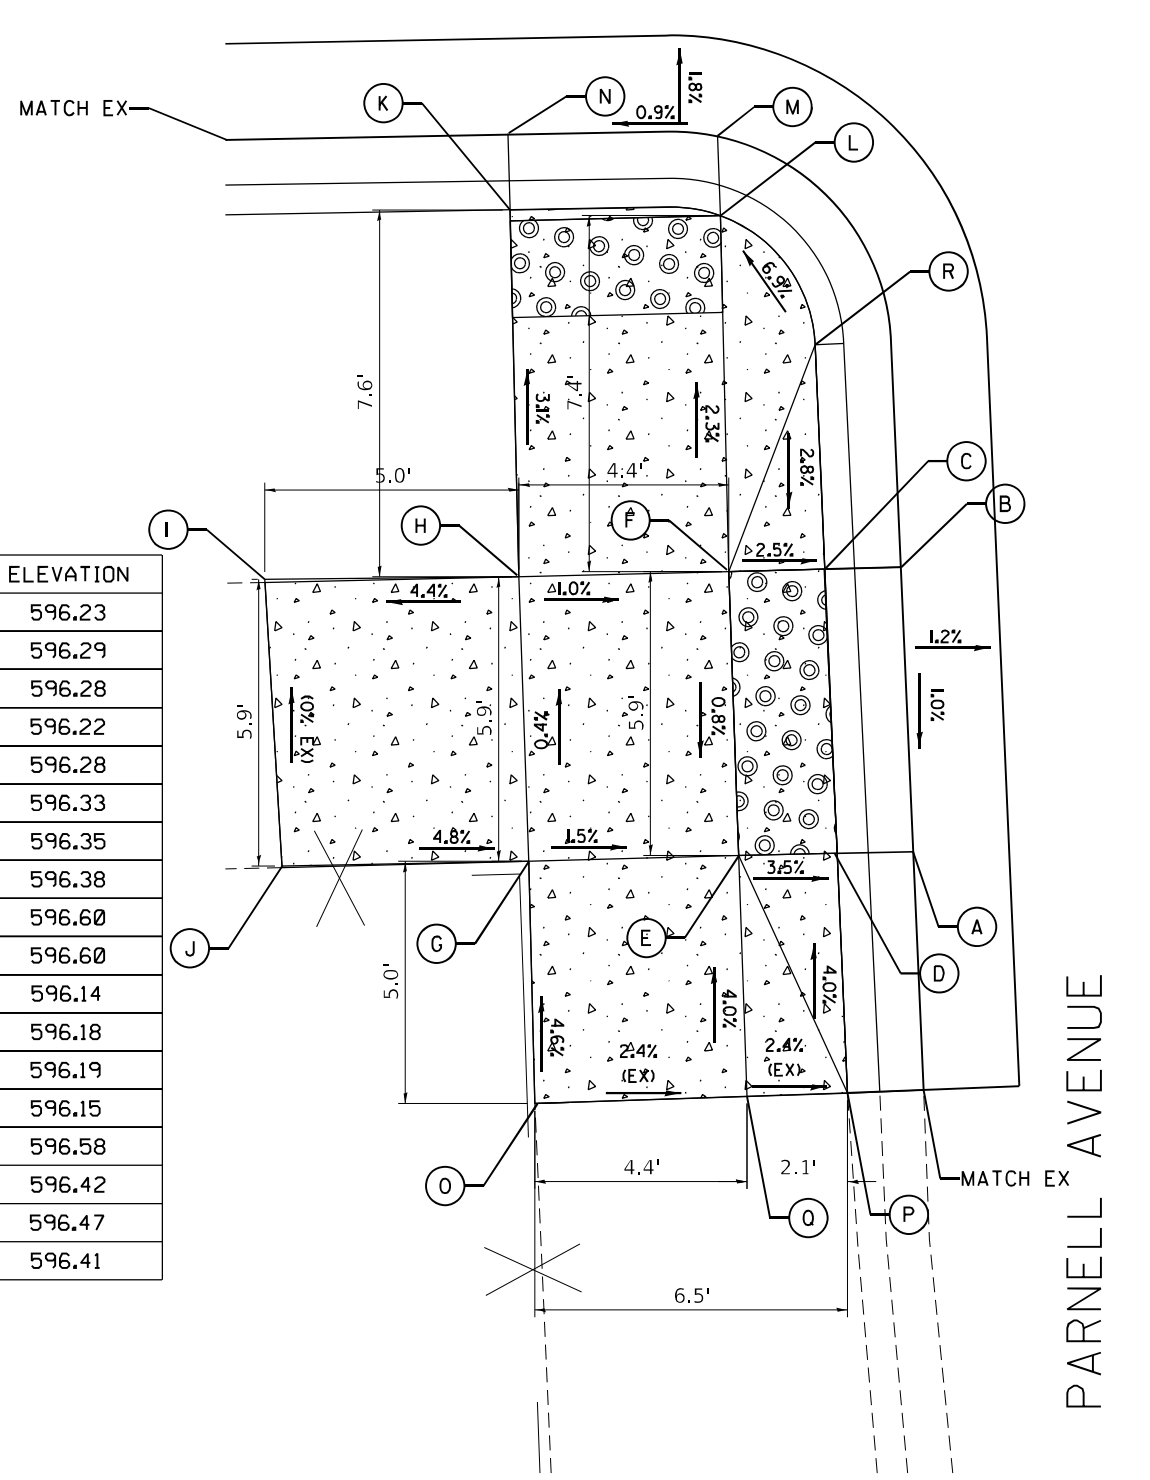 MATCH EX
K
N
M
L
1.8%
0.9%
6.9%
R
7.6'
3.1%
7.4'
2.3%
2.8%
C
5.0'
4.4'
B
I
H
F
2.5%
ELEVATION
596.23
596.29
596.28
596.22
596.28
596.33
596.35
596.38
596.60
596.60
596.14
596.18
596.19
596.15
596.58
596.42
596.47
596.41
4.4%
1.0%
1.2%
1.0%
5.9'
(0% EX)
5.9'
0.4%
5.9'
0.8%
4.8%
1.5%
3.5%
J
G
E
A
D
5.0'
4.6%
4.0%
4.0%
2.4%
(EX)
2.4%
(EX)
O
4.4'
2.1'
MATCH EX
Q
P
6.5'
PARNELL AVENUE